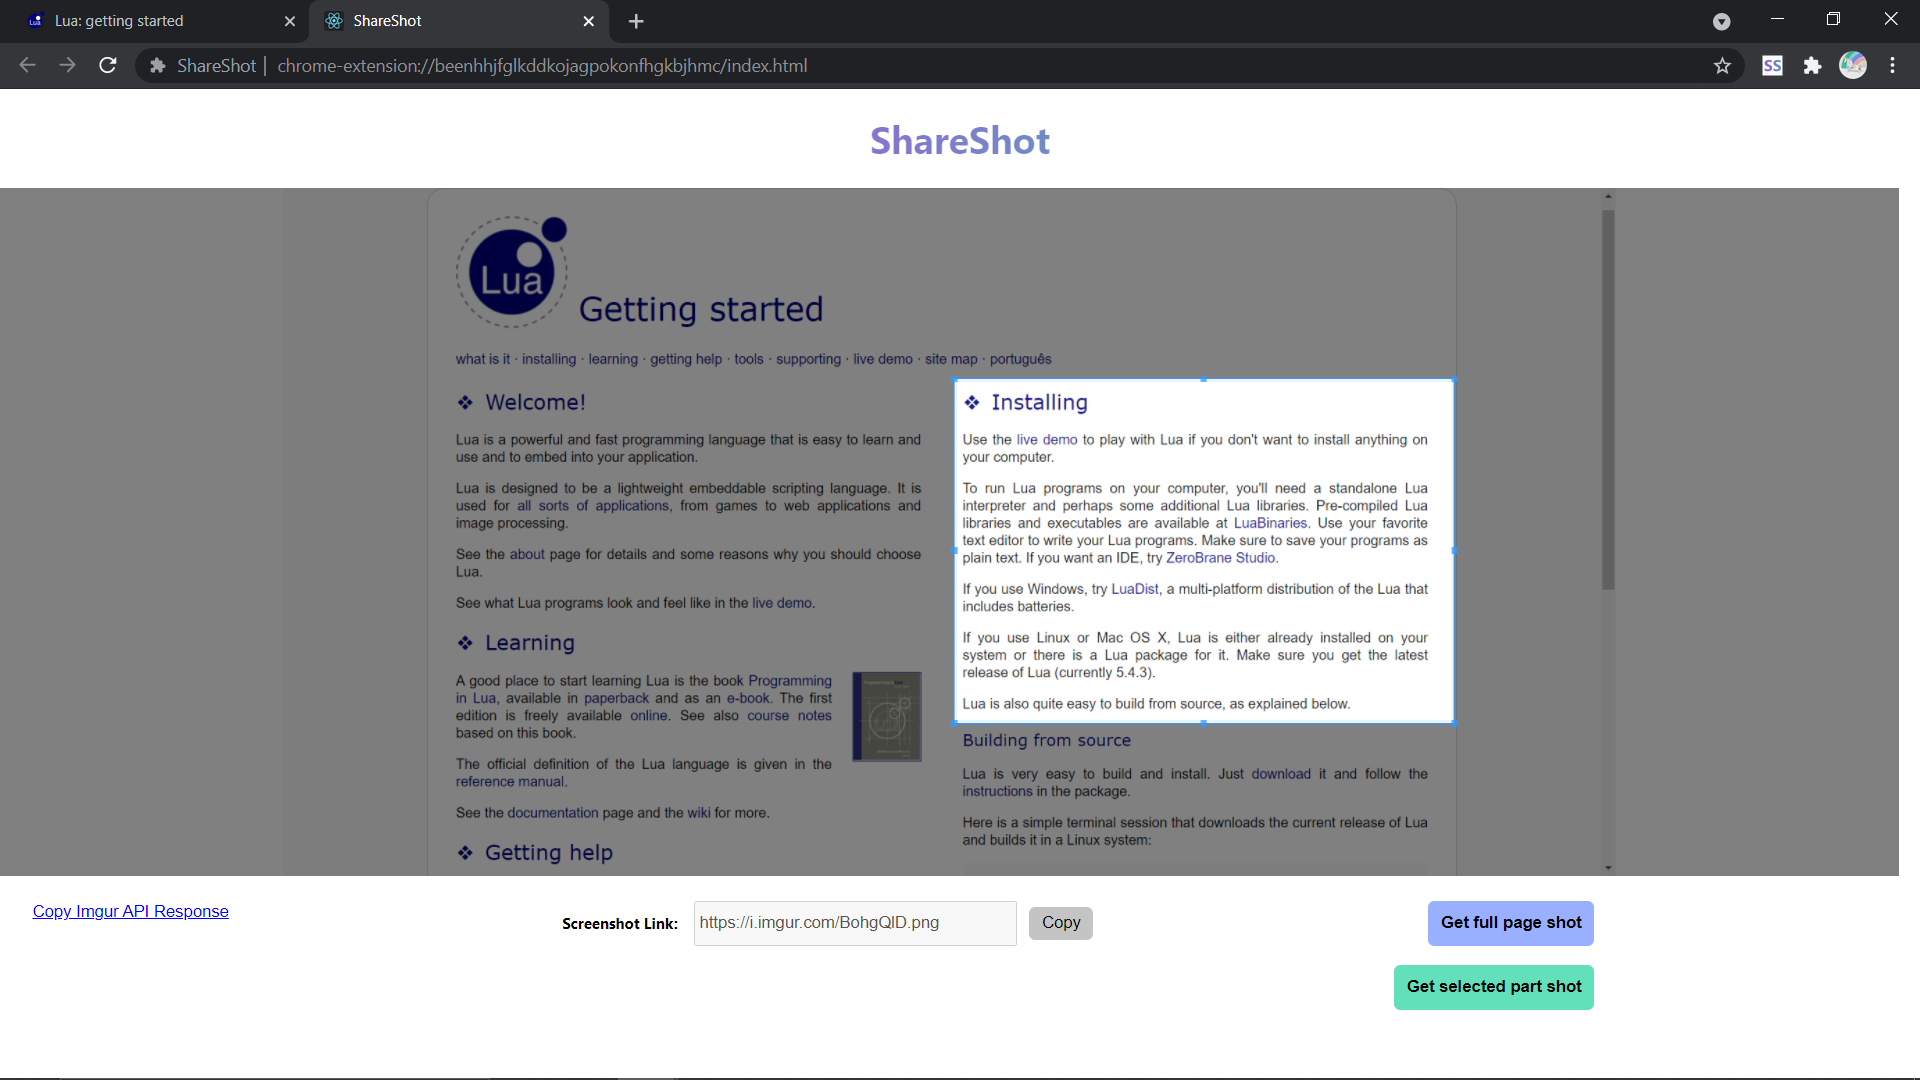 Lua: getting started
ShareShot
ShareShot | chrome-extension://beenhhjfglkddkojagpokonfhgkbjhmc/index.html
SS
ShareShot
Lua
Getting started
what is it · installing · learning · getting help · tools · supporting · live demo · site map · português
❖ Welcome!
Lua is a powerful and fast programming language that is easy to learn and
use and to embed into your application.
Lua is designed to be a lightweight embeddable scripting language. It is
used for all sorts of applications, from games to web applications and
image processing.
See the about page for details and some reasons why you should choose
Lua.
See what Lua programs look and feel like in the live demo.
❖ Learning
A good place to start learning Lua is the book Programming
in Lua, available in paperback and as an e-book. The first
edition is freely available online. See also course notes
based on this book.
The official definition of the Lua language is given in the
reference manual.
See the documentation page and the wiki for more.
❖ Getting help
❖ Installing
Use the live demo to play with Lua if you don't want to install anything on
your computer.
To run Lua programs on your computer, you'll need a standalone Lua
interpreter and perhaps some additional Lua libraries. Pre-compiled Lua
libraries and executables are available at LuaBinaries. Use your favorite
text editor to write your Lua programs. Make sure to save your programs as
plain text. If you want an IDE, try ZeroBrane Studio.
If you use Windows, try LuaDist, a multi-platform distribution of the Lua that
includes batteries.
If you use Linux or Mac OS X, Lua is either already installed on your
system or there is a Lua package for it. Make sure you get the latest
release of Lua (currently 5.4.3).
Lua is also quite easy to build from source, as explained below.
Building from source
Lua is very easy to build and install. Just download it and follow the
instructions in the package.
Here is a simple terminal session that downloads the current release of Lua
and builds it in a Linux system:
Copy Imgur API Response
Screenshot Link:
https://i.imgur.com/BohgQlD.png
Copy
Get full page shot
Get selected part shot